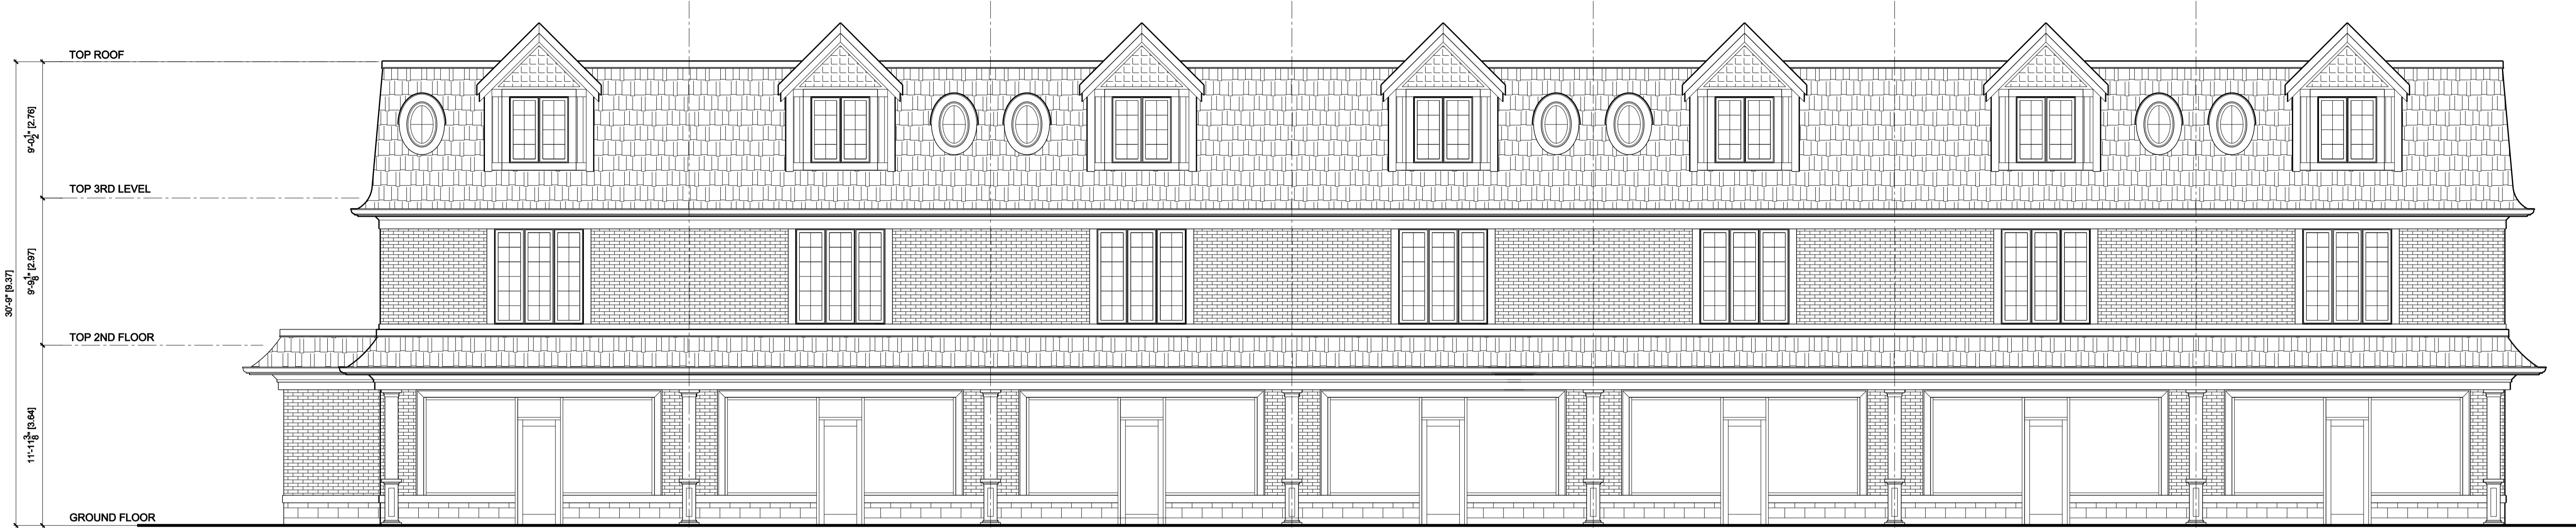 TOP ROOF
9'-0 1/2" [2.76]
TOP 3RD LEVEL
9'-9 1/8" [2.97]
30'-9" [9.37]
TOP 2ND FLOOR
11'-11 3/8" [3.64]
GROUND FLOOR